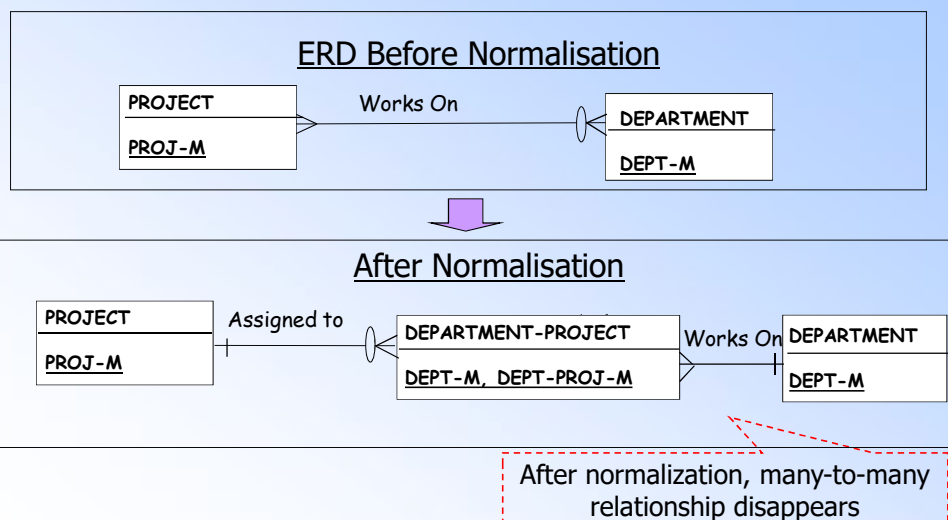 ERD Before Normalisation
PROJECT
PROJ-M
Works On
DEPARTMENT
DEPT-M
After Normalisation
PROJECT
PROJ-M
Assigned to
DEPARTMENT-PROJECT
DEPT-M, DEPT-PROJ-M
Works On
DEPARTMENT
DEPT-M
After normalization, many-to-many
relationship disappears